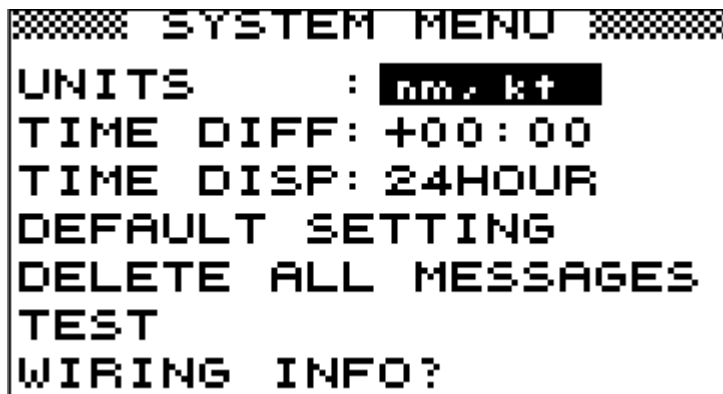 SYSTEM MENU
UNITS : nm, kt
TIME DIFF: +00:00
TIME DISP: 24HOUR
DEFAULT SETTING
DELETE ALL MESSAGES
TEST
WIRING INFO?